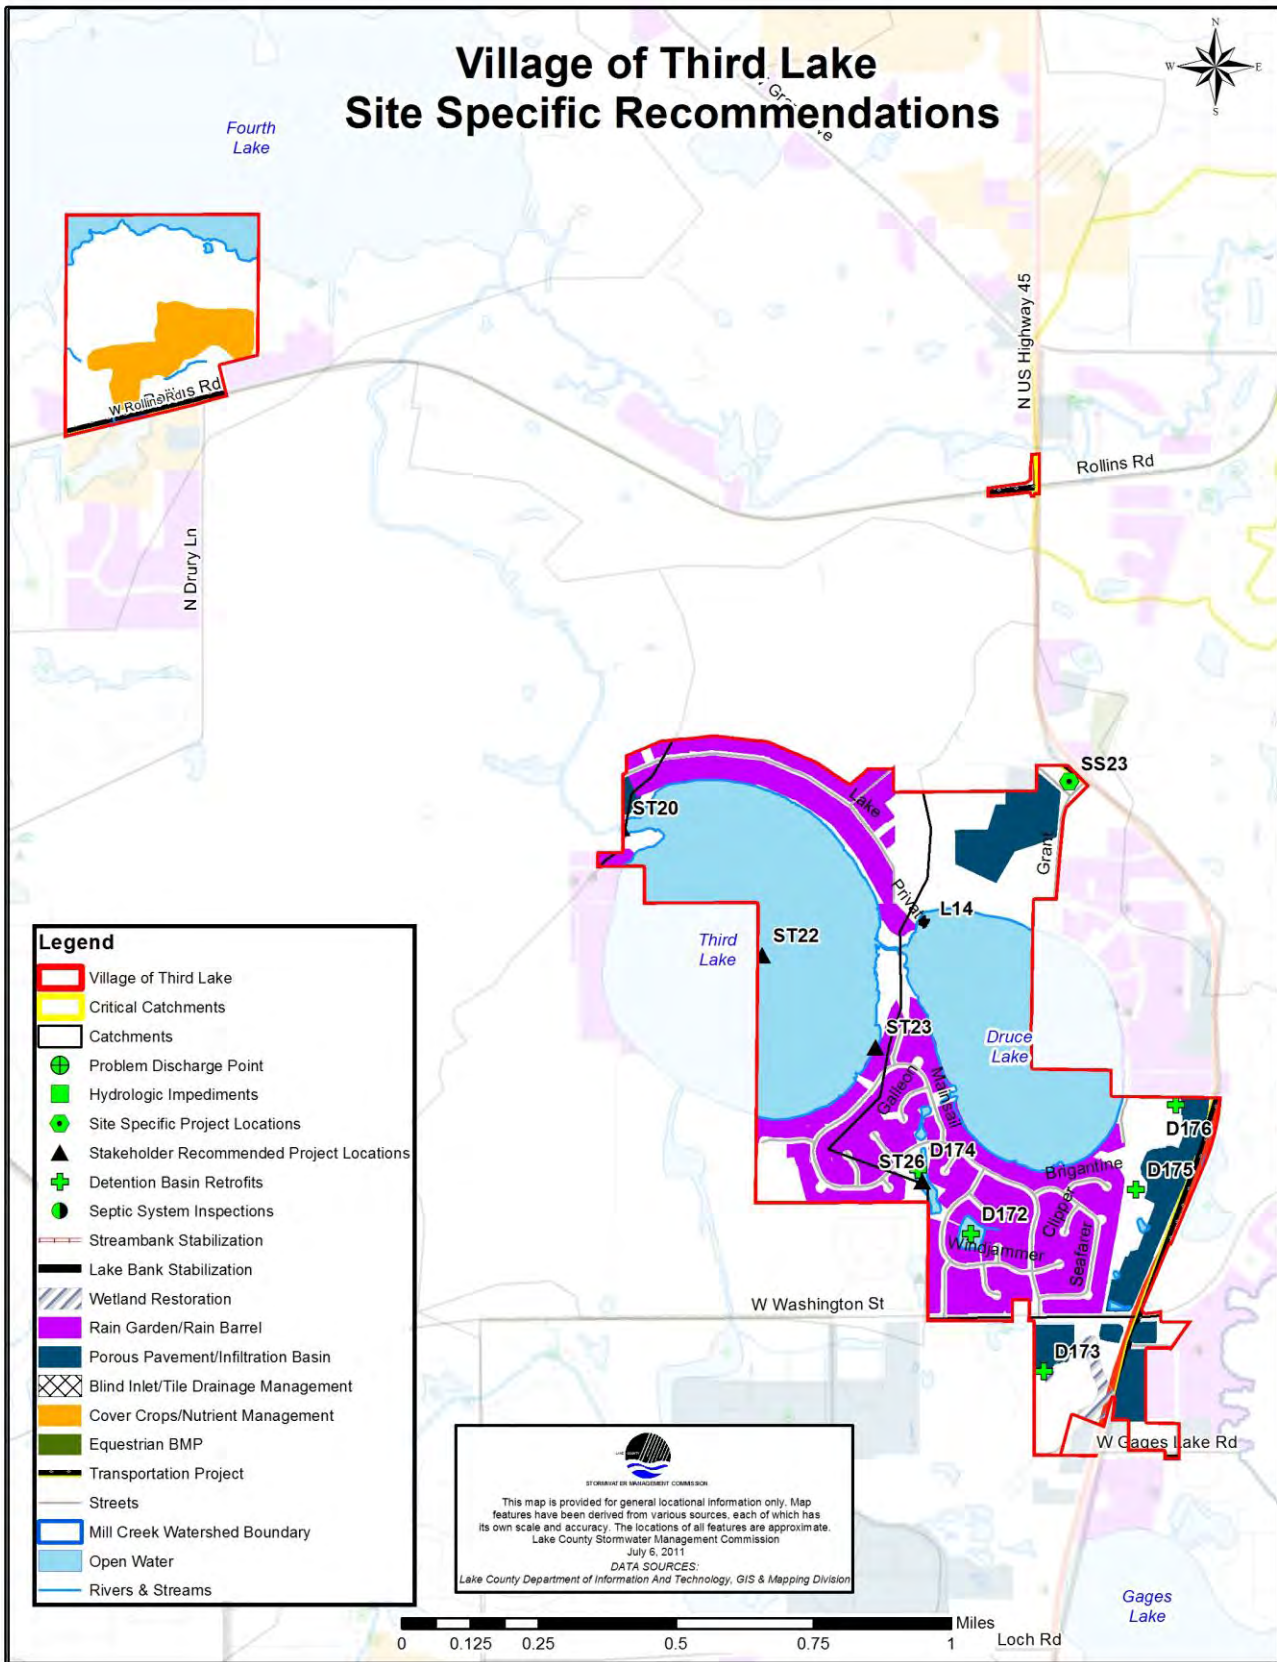 Village of Third Lake
Site Specific Recommendations
N
W
E
S
Fourth
Lake
N US Highway 45
W Rollins Rd
Rollins Rd
N Drury Ln
SS23
ST20
Lake
Grant
Private
L14
Third
Lake
ST22
ST23
Druce
Lake
Galleon
Mainsail
D176
D174
ST26
Brigantine
D175
Clipper
D172
Windjammer
Seafarer
W Washington St
D173
W Gages Lake Rd
Gages
Lake
Loch Rd
Legend
Village of Third Lake
Critical Catchments
Catchments
Problem Discharge Point
Hydrologic Impediments
Site Specific Project Locations
Stakeholder Recommended Project Locations
Detention Basin Retrofits
Septic System Inspections
Streambank Stabilization
Lake Bank Stabilization
Wetland Restoration
Rain Garden/Rain Barrel
Porous Pavement/Infiltration Basin
Blind Inlet/Tile Drainage Management
Cover Crops/Nutrient Management
Equestrian BMP
Transportation Project
Streets
Mill Creek Watershed Boundary
Open Water
Rivers & Streams
STORMWATER MANAGEMENT COMMISSION
This map is provided for general locational information only. Map
features have been derived from various sources, each of which has
its own scale and accuracy. The locations of all features are approximate.
Lake County Stormwater Management Commission
July 6, 2011
DATA SOURCES:
Lake County Department of Information And Technology, GIS & Mapping Division
Miles
0 0.125 0.25 0.5 0.75 1